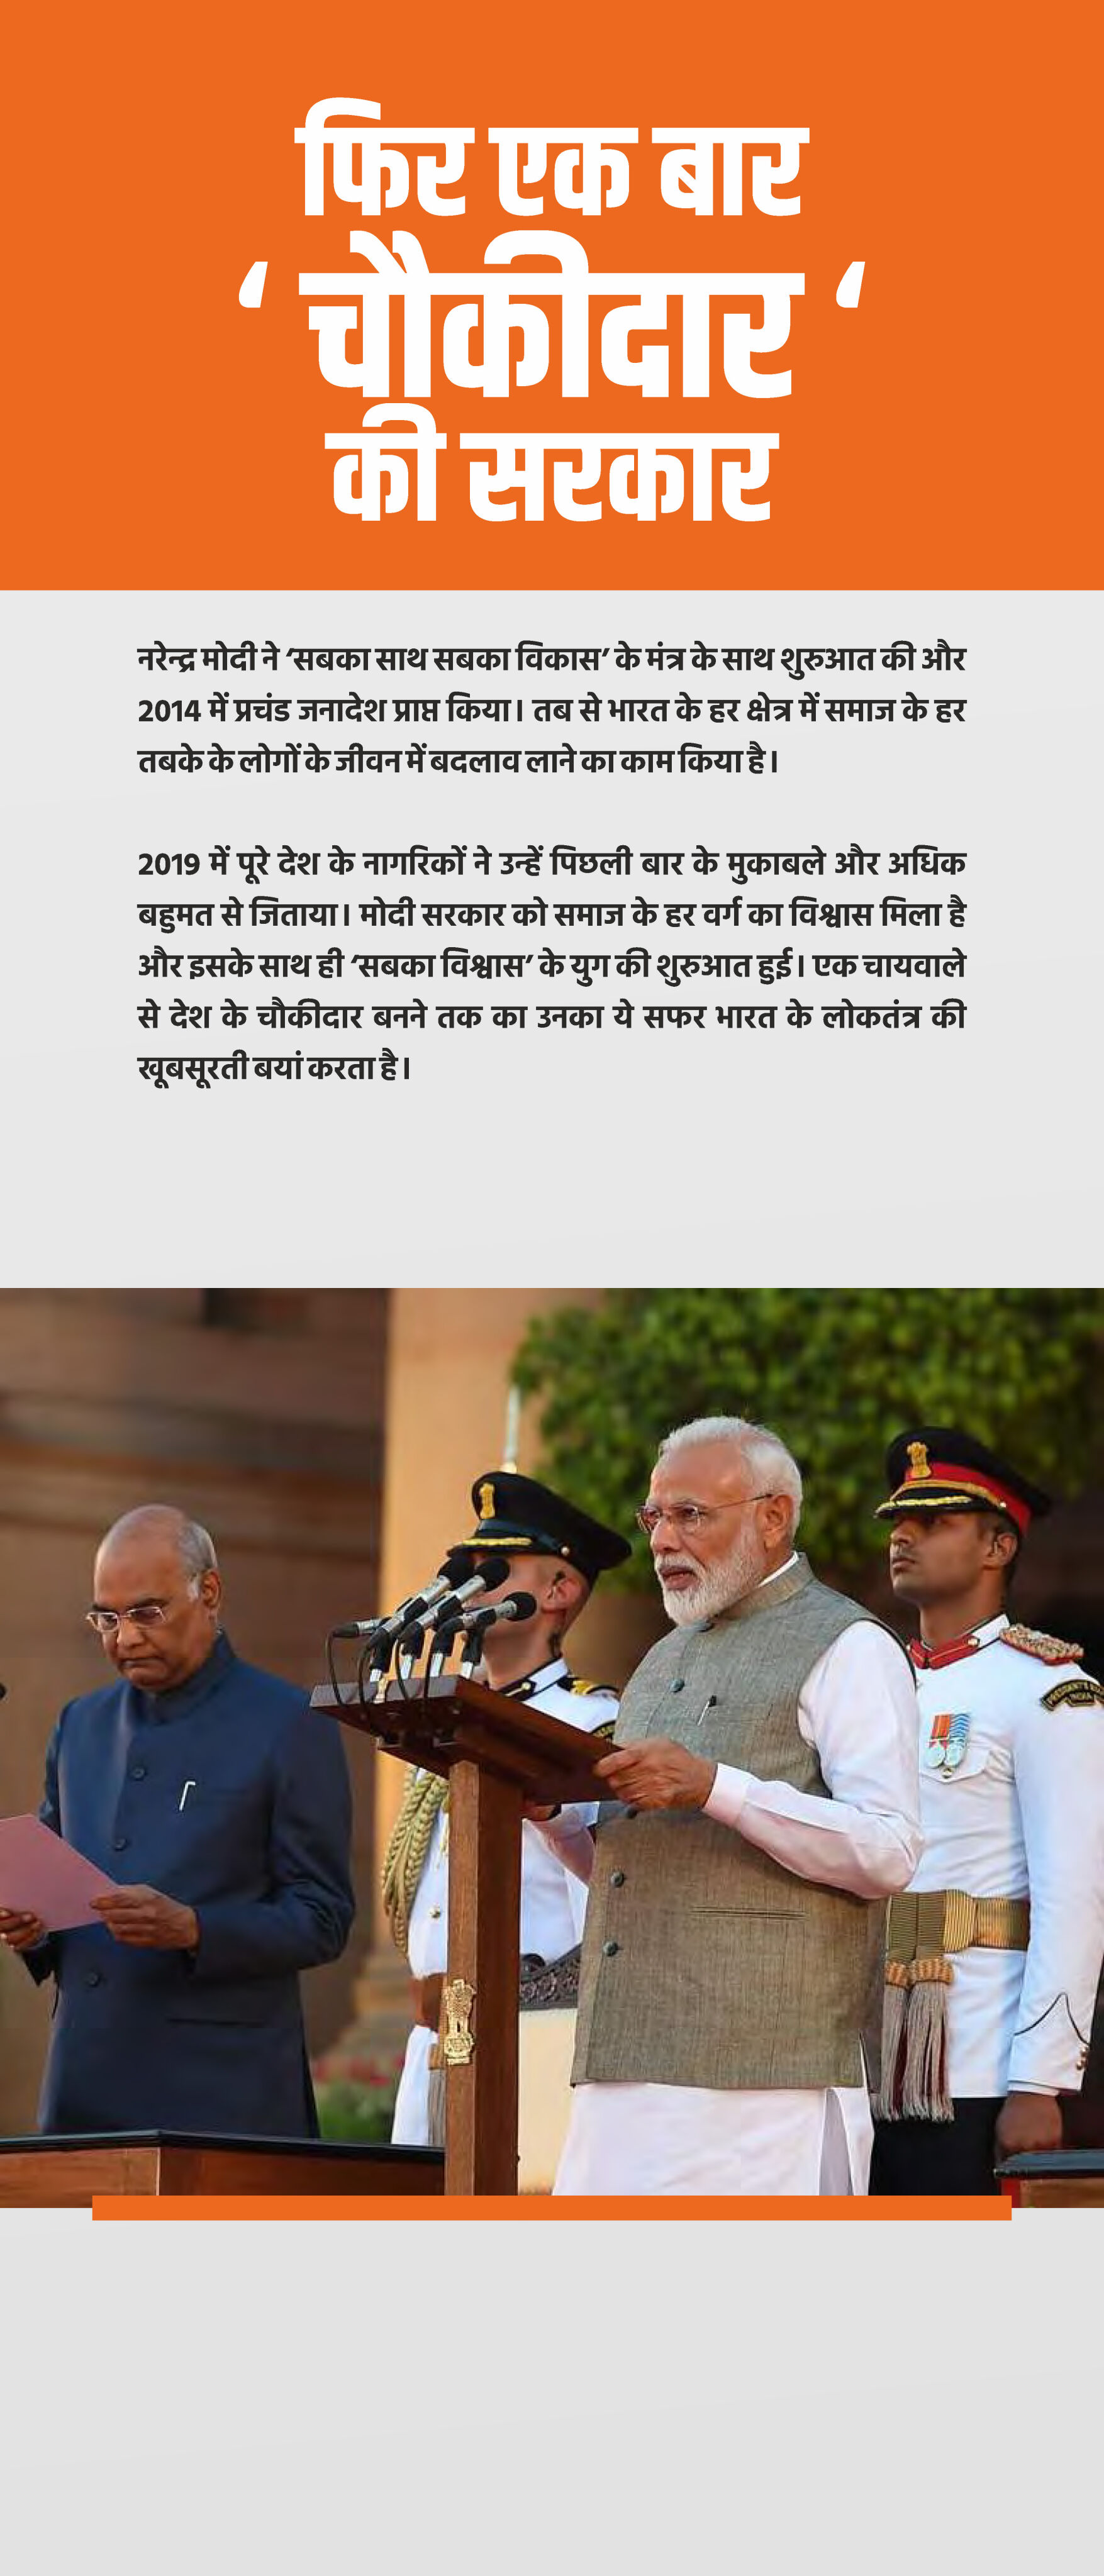 फिर एक बार
‘ चौकीदार ‘
की सरकार
नरेन्द्र मोदी ने ‘सबका साथ सबका विकास’ के मंत्र के साथ शुरुआत की और
2014 में प्रचंड जनादेश प्राप्त किया। तब से भारत के हर क्षेत्र में समाज के हर
तबके के लोगों के जीवन में बदलाव लाने का काम किया है।
2019 में पूरे देश के नागरिकों ने उन्हें पिछली बार के मुकाबले और अधिक
बहुमत से जिताया। मोदी सरकार को समाज के हर वर्ग का विश्वास मिला है
और इसके साथ ही ‘सबका विश्वास’ के युग की शुरुआत हुई। एक चायवाले
से देश के चौकीदार बनने तक का उनका ये सफर भारत के लोकतंत्र की
खूबसूरती बयां करता है।